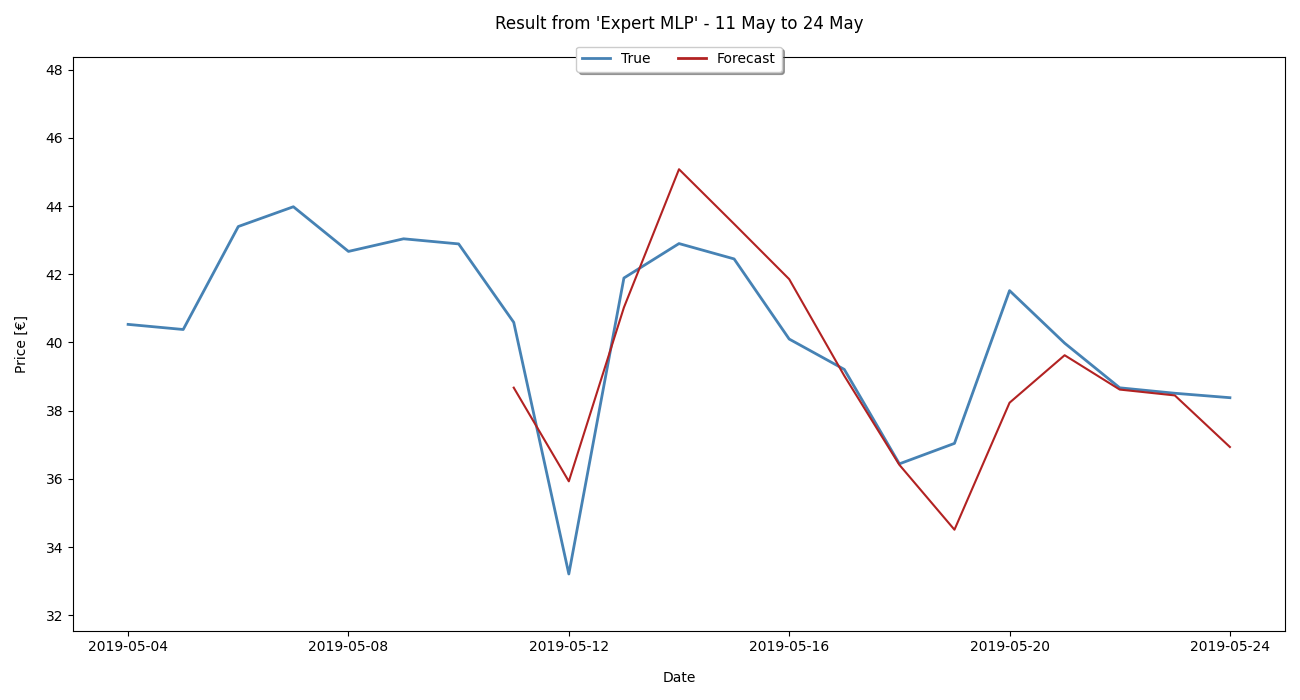 Result from 'Expert MLP' - 11 May to 24 May
True Forecast
48
46
44
42
40
38
36
34
32
Price [€]
2019-05-04 2019-05-08 2019-05-12 2019-05-16 2019-05-20 2019-05-24
Date